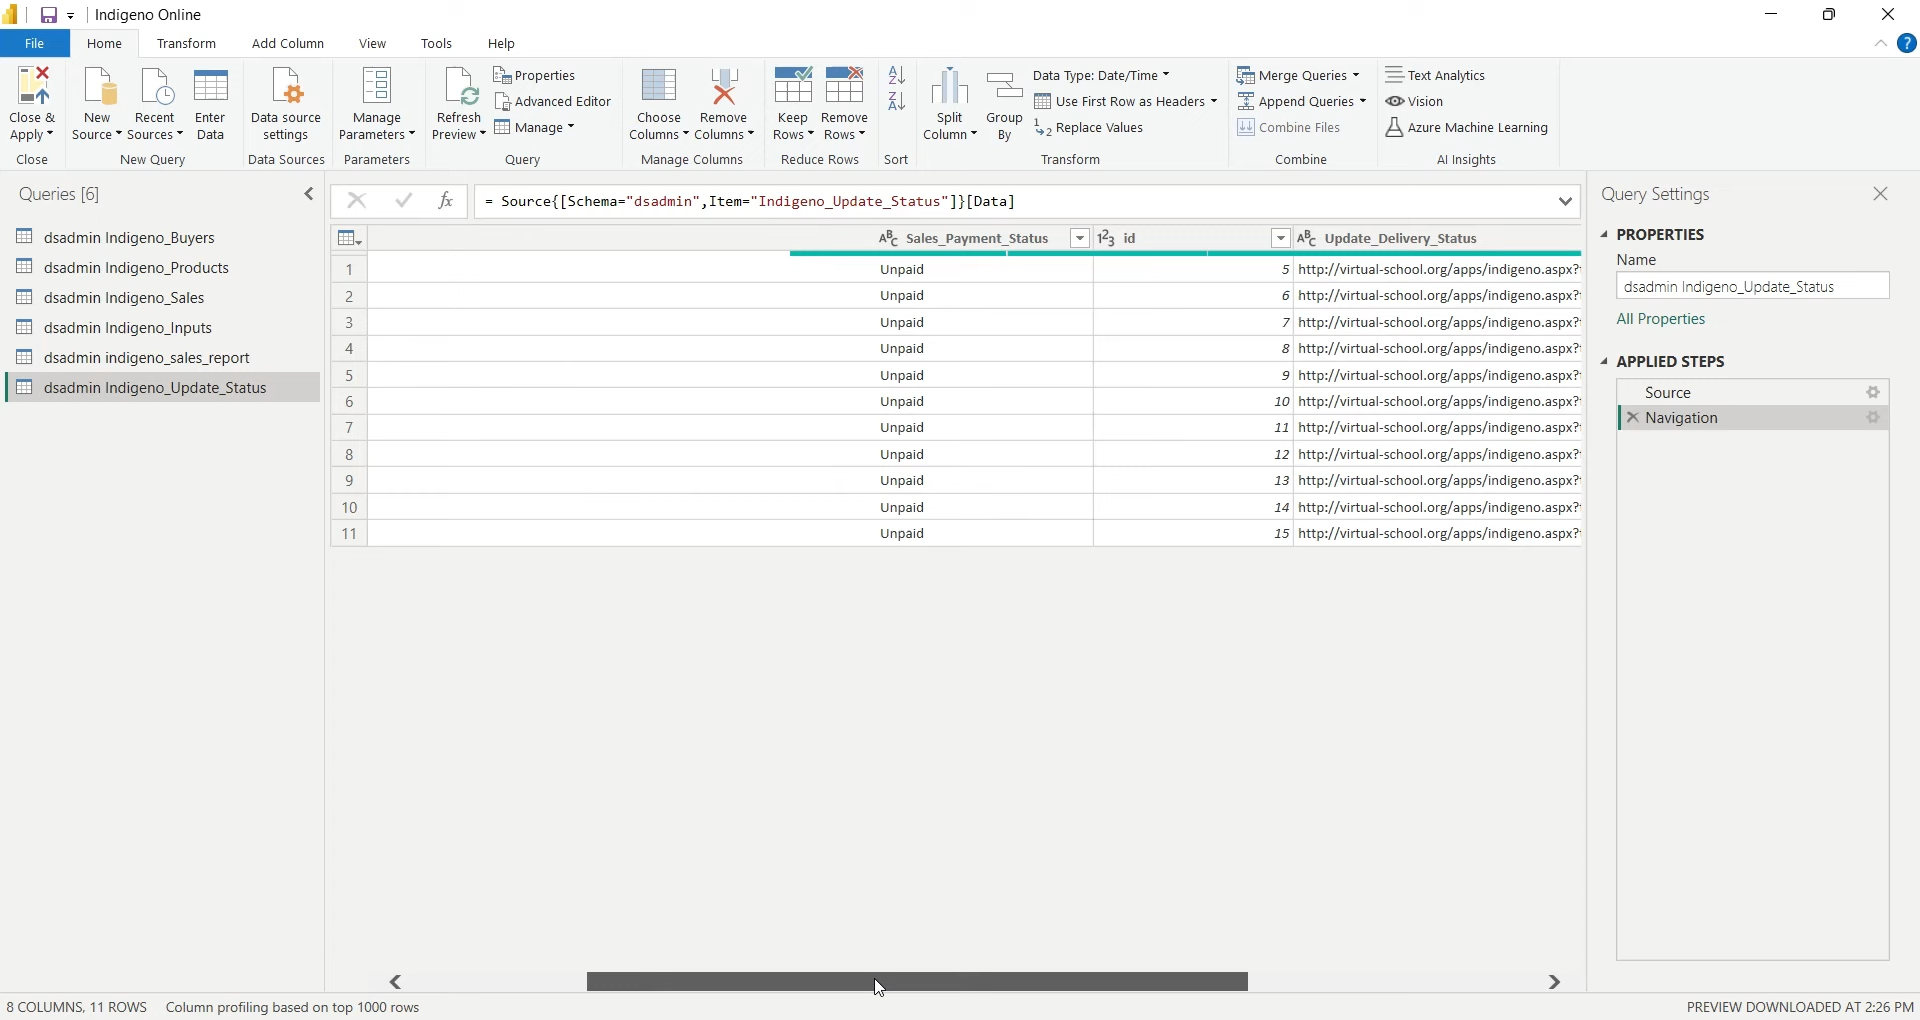 Indigeno Online
File Home Transform Add Column View Tools Help
Close & Apply
Close
New Source
Recent Sources
Enter Data
New Query
Data source settings
Data Sources
Manage Parameters
Parameters
Refresh Preview
Properties
Advanced Editor
Manage
Query
Choose Columns
Remove Columns
Manage Columns
Keep Rows
Remove Rows
Reduce Rows
Sort
Split Column
Group By
Data Type: Date/Time
Use First Row as Headers
Replace Values
Transform
Merge Queries
Append Queries
Combine Files
Combine
Text Analytics
Vision
Azure Machine Learning
AI Insights
Queries [6]
dsadmin Indigeno_Buyers
dsadmin Indigeno_Products
dsadmin Indigeno_Sales
dsadmin Indigeno_Inputs
dsadmin indigeno_sales_report
dsadmin Indigeno_Update_Status
fx = Source{[Schema="dsadmin",Item="Indigeno_Update_Status"]}[Data]
ABC Sales_Payment_Status 123 id ABC Update_Delivery_Status
1 Unpaid 5 http://virtual-school.org/apps/indigeno.aspx?
2 Unpaid 6 http://virtual-school.org/apps/indigeno.aspx?
3 Unpaid 7 http://virtual-school.org/apps/indigeno.aspx?
4 Unpaid 8 http://virtual-school.org/apps/indigeno.aspx?
5 Unpaid 9 http://virtual-school.org/apps/indigeno.aspx?
6 Unpaid 10 http://virtual-school.org/apps/indigeno.aspx?
7 Unpaid 11 http://virtual-school.org/apps/indigeno.aspx?
8 Unpaid 12 http://virtual-school.org/apps/indigeno.aspx?
9 Unpaid 13 http://virtual-school.org/apps/indigeno.aspx?
10 Unpaid 14 http://virtual-school.org/apps/indigeno.aspx?
11 Unpaid 15 http://virtual-school.org/apps/indigeno.aspx?
Query Settings
PROPERTIES
Name
dsadmin Indigeno_Update_Status
All Properties
APPLIED STEPS
Source
Navigation
8 COLUMNS, 11 ROWS Column profiling based on top 1000 rows
PREVIEW DOWNLOADED AT 2:26 PM